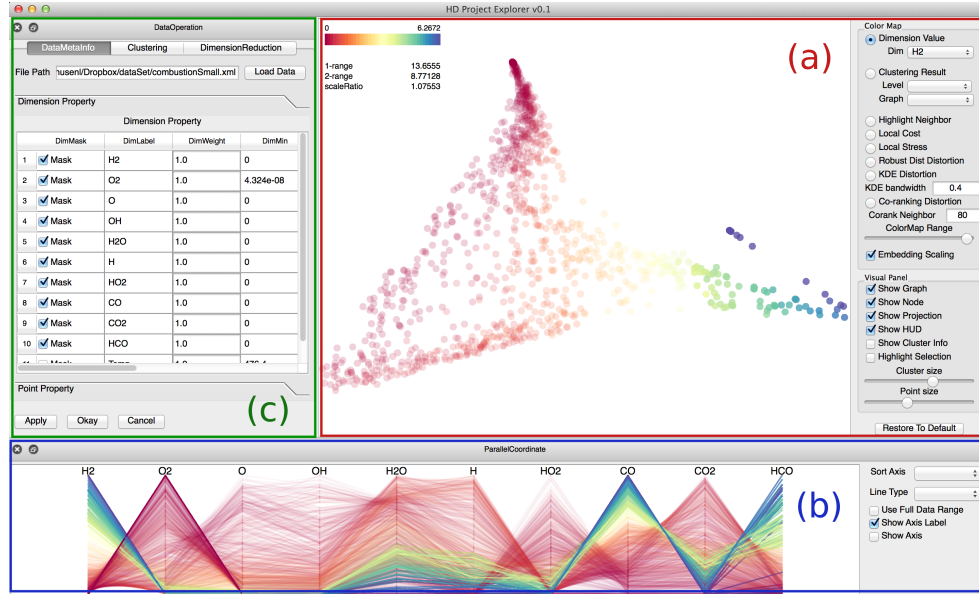 HD Project Explorer v0.1
DataOperation
DataMetaInfo Clustering DimensionReduction
File Path !husenl/Dropbox/dataSet/combustionSmall.xml Load Data
Dimension Property
Dimension Property
DimMask DimLabel DimWeight DimMin
1 Mask H2 1.0 0
2 Mask O2 1.0 4.324e-08
3 Mask O 1.0 0
4 Mask OH 1.0 0
5 Mask H2O 1.0 0
6 Mask H 1.0 0
7 Mask HO2 1.0 0
8 Mask CO 1.0 0
9 Mask CO2 1.0 0
10 Mask HCO 1.0 0
Point Property
Apply Okay Cancel
(c)
0 6.2672
1-range 13.6555
2-range 8.77128
scaleRatio 1.07553
(a)
Color Map
Dimension Value
Dim H2
Clustering Result
Level
Graph
Highlight Neighbor
Local Cost
Local Stress
Robust Dist Distortion
KDE Distortion
KDE bandwidth 0.4
Co-ranking Distortion
Corank Neighbor 80
ColorMap Range
Embedding Scaling
Visual Panel
Show Graph
Show Node
Show Projection
Show HUD
Show Cluster Info
Highlight Selection
Cluster size
Point size
Restore To Default
ParallelCoordinate
H2 O2 O OH H2O H HO2 CO CO2 HCO
(b)
Sort Axis
Line Type
Use Full Data Range
Show Axis Label
Show Axis